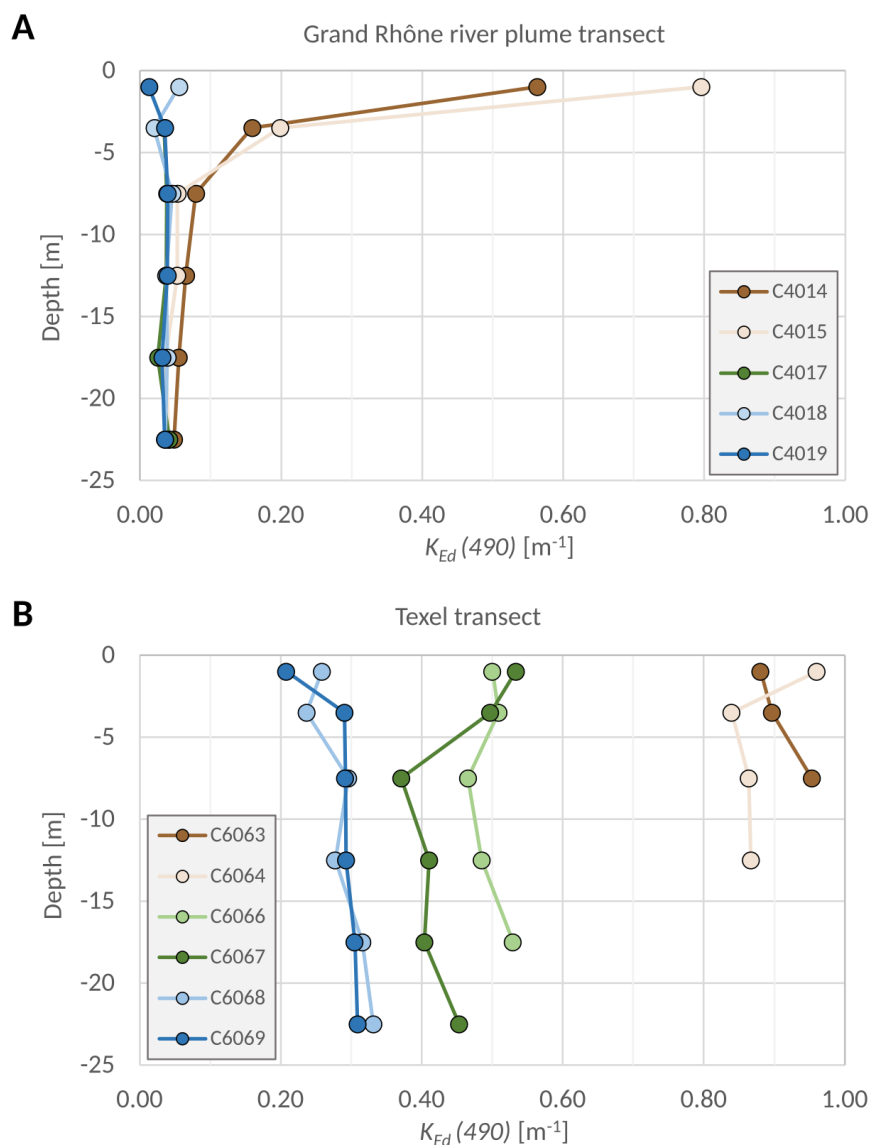 A
Grand Rhône river plume transect
0
-5
-10
-15
-20
-25
Depth [m]
C4014
C4015
C4017
C4018
C4019
0.00 0.20 0.40 0.60 0.80 1.00
K_Ed (490) [m⁻¹]
B
Texel transect
0
-5
-10
-15
-20
-25
Depth [m]
C6063
C6064
C6066
C6067
C6068
C6069
0.00 0.20 0.40 0.60 0.80 1.00
K_Ed (490) [m⁻¹]